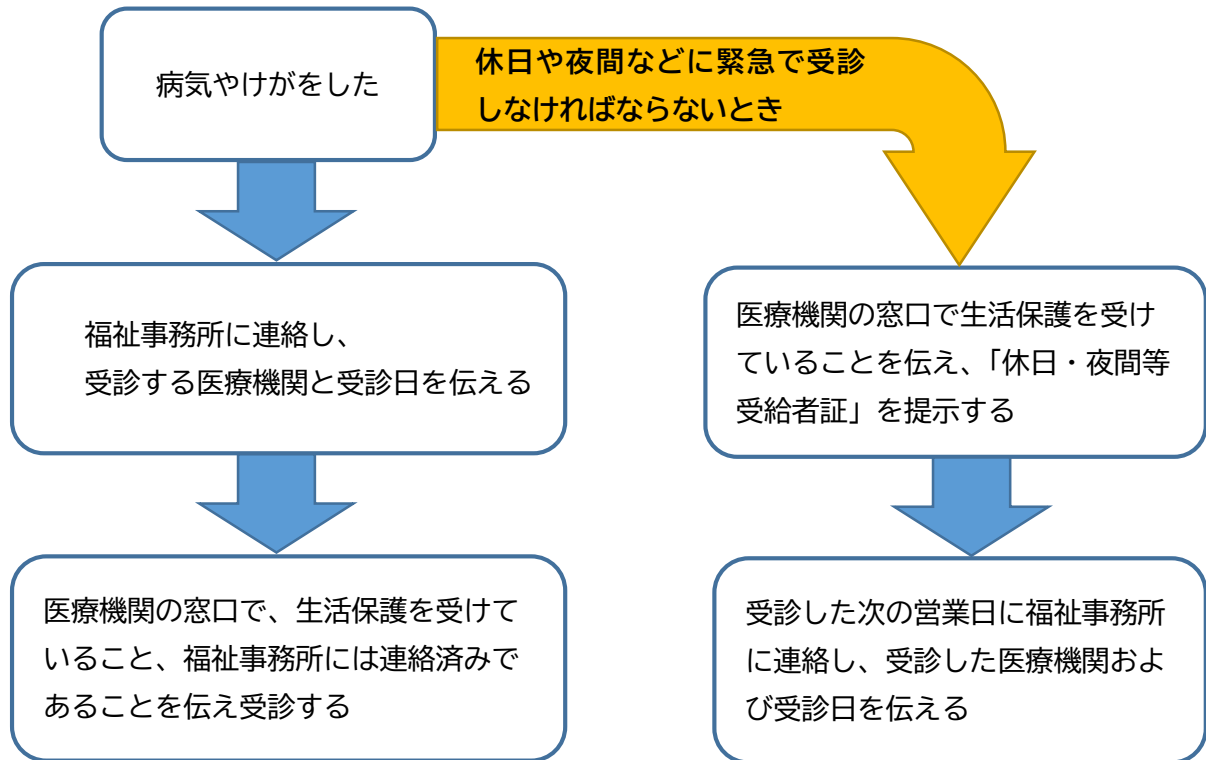 病気やけがをした
休日や夜間などに緊急で受診
しなければならないとき
福祉事務所に連絡し、
受診する医療機関と受診日を伝える
医療機関の窓口で生活保護を受け
ていることを伝え、「休日・夜間等
受給者証」を提示する
医療機関の窓口で、生活保護を受けて
いること、福祉事務所には連絡済みで
あることを伝え受診する
受診した次の営業日に福祉事務所
に連絡し、受診した医療機関およ
び受診日を伝える